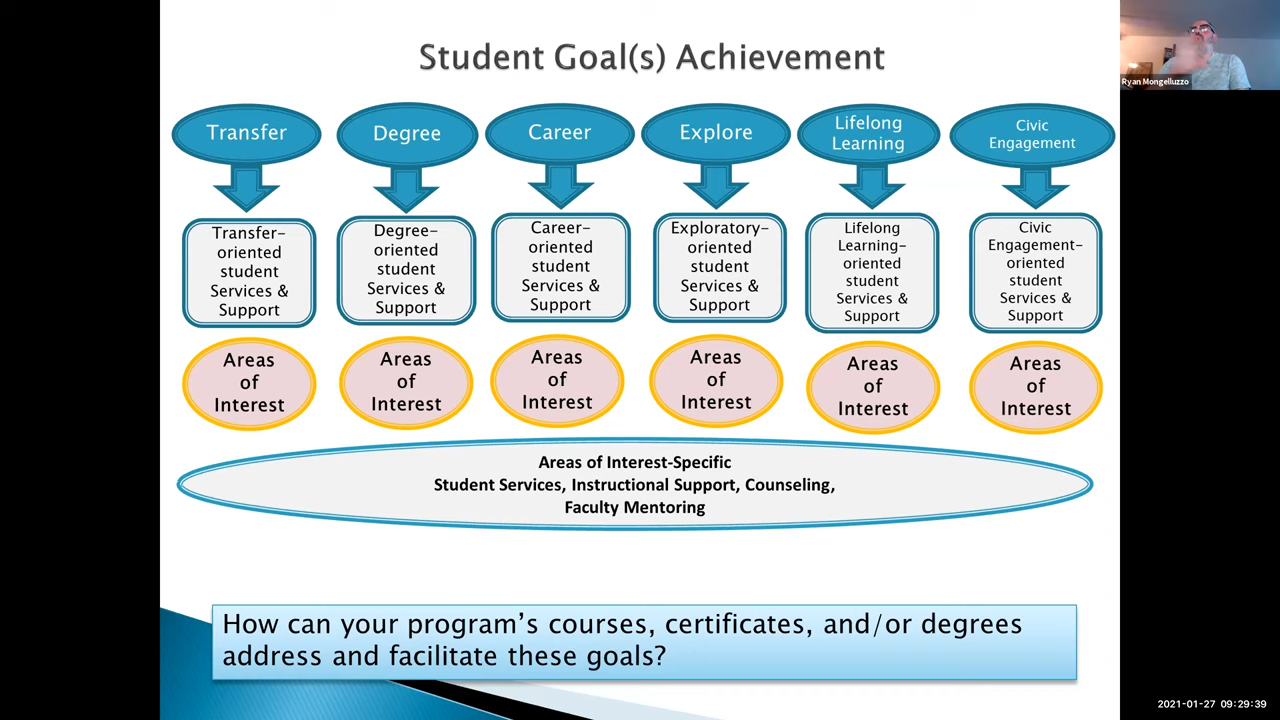 Student Goal(s) Achievement
Ryan Mongelluzzo
Transfer
Degree
Career
Explore
Lifelong
Learning
Civic
Engagement
Transfer-
oriented
student
Services &
Support
Degree-
oriented
student
Services &
Support
Career-
oriented
student
Services &
Support
Exploratory-
oriented
student
Services &
Support
Lifelong
Learning-
oriented
student
Services &
Support
Civic
Engagement-
oriented
student
Services &
Support
Areas
of
Interest
Areas
of
Interest
Areas
of
Interest
Areas
of
Interest
Areas
of
Interest
Areas
of
Interest
Areas of Interest-Specific
Student Services, Instructional Support, Counseling,
Faculty Mentoring
How can your program’s courses, certificates, and/or degrees
address and facilitate these goals?
2021-01-27 09:29:39